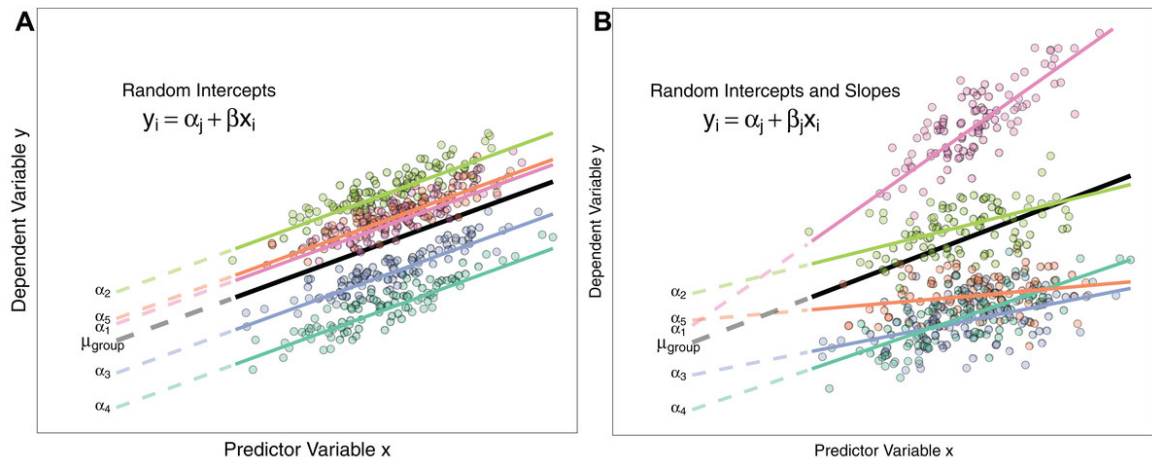 A
Random Intercepts
yᵢ = αⱼ + βxᵢ
Dependent Variable y
α₂
α₅
α₁
μgroup
α₃
α₄
Predictor Variable x
B
Random Intercepts and Slopes
yᵢ = αⱼ + βⱼxᵢ
Dependent Variable y
α₂
α₅
α₁
μgroup
α₃
α₄
Predictor Variable x